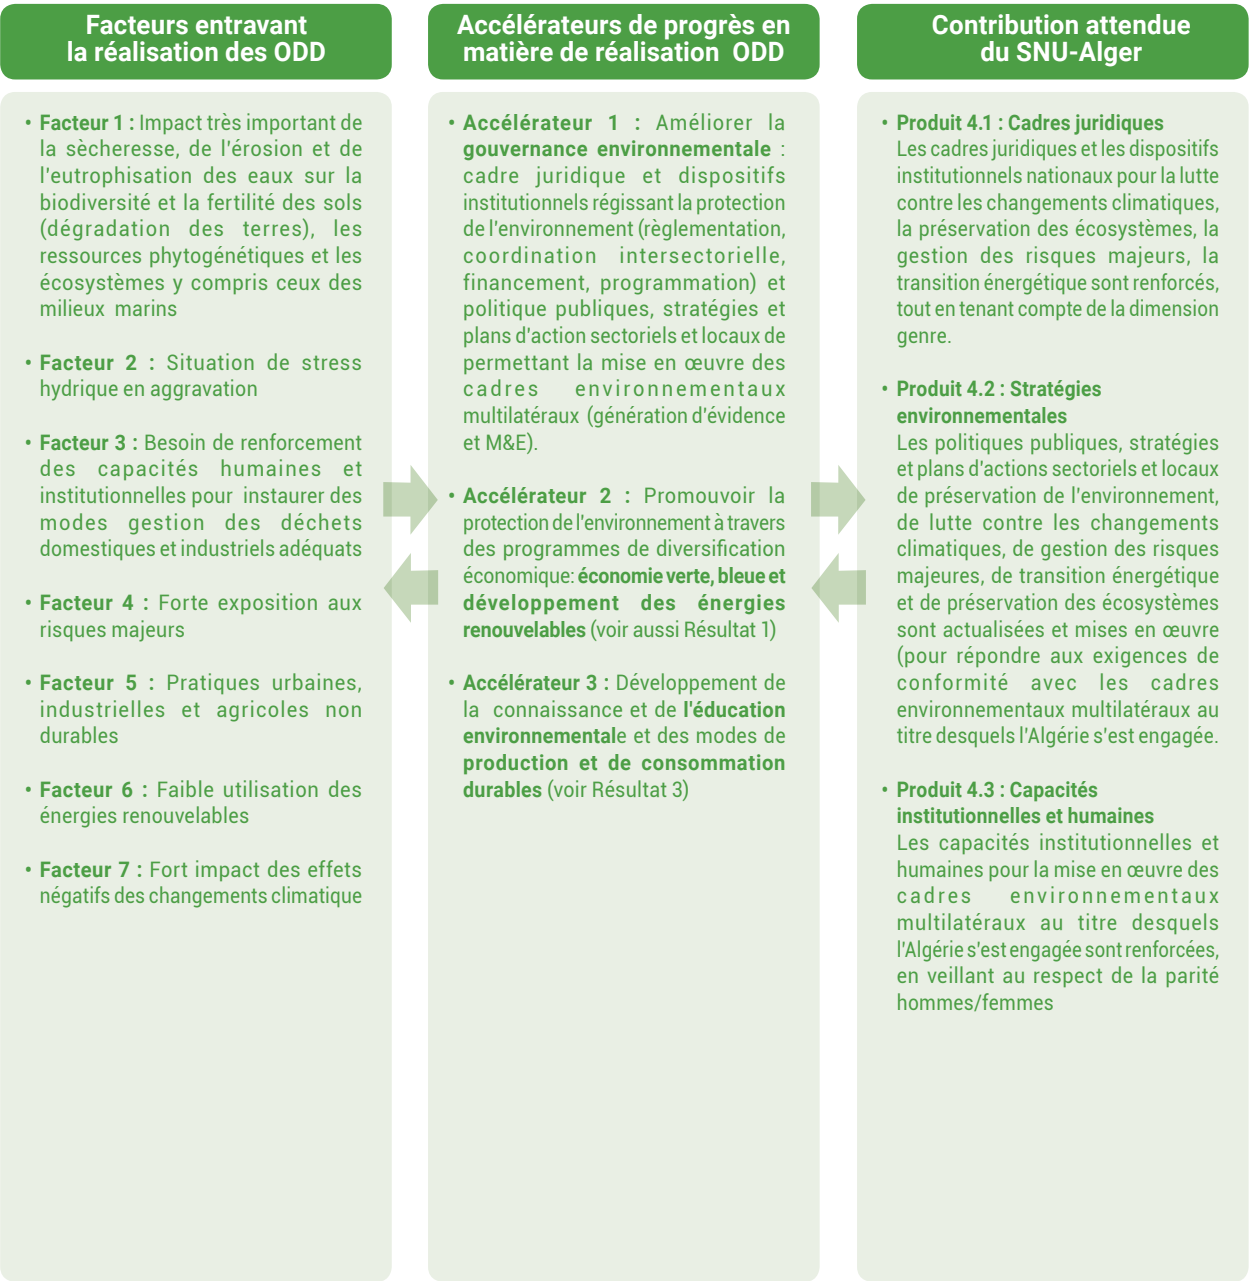 Facteurs entravant
la réalisation des ODD
• Facteur 1 : Impact très important de
la sècheresse, de l'érosion et de
l'eutrophisation des eaux sur la
biodiversité et la fertilité des sols
(dégradation des terres), les
ressources phytogénétiques et les
écosystèmes y compris ceux des
milieux marins
• Facteur 2 : Situation de stress
hydrique en aggravation
• Facteur 3 : Besoin de renforcement
des capacités humaines et
institutionnelles pour instaurer des
modes gestion des déchets
domestiques et industriels adéquats
• Facteur 4 : Forte exposition aux
risques majeurs
• Facteur 5 : Pratiques urbaines,
industrielles et agricoles non
durables
• Facteur 6 : Faible utilisation des
énergies renouvelables
• Facteur 7 : Fort impact des effets
négatifs des changements climatique
Accélérateurs de progrès en
matière de réalisation ODD
• Accélérateur 1 : Améliorer la
gouvernance environnementale :
cadre juridique et dispositifs
institutionnels régissant la protection
de l'environnement (règlementation,
coordination intersectorielle,
financement, programmation) et
politique publiques, stratégies et
plans d'action sectoriels et locaux de
permettant la mise en œuvre des
cadres environnementaux
multilatéraux (génération d'évidence
et M&E).
• Accélérateur 2 : Promouvoir la
protection de l'environnement à travers
des programmes de diversification
économique: économie verte, bleue et
développement des énergies
renouvelables (voir aussi Résultat 1)
• Accélérateur 3 : Développement de
la connaissance et de l'éducation
environnementale et des modes de
production et de consommation
durables (voir Résultat 3)
Contribution attendue
du SNU-Alger
• Produit 4.1 : Cadres juridiques
Les cadres juridiques et les dispositifs
institutionnels nationaux pour la lutte
contre les changements climatiques,
la préservation des écosystèmes, la
gestion des risques majeurs, la
transition énergétique sont renforcés,
tout en tenant compte de la dimension
genre.
• Produit 4.2 : Stratégies
environnementales
Les politiques publiques, stratégies
et plans d'actions sectoriels et locaux
de préservation de l'environnement,
de lutte contre les changements
climatiques, de gestion des risques
majeures, de transition énergétique
et de préservation des écosystèmes
sont actualisées et mises en œuvre
(pour répondre aux exigences de
conformité avec les cadres
environnementaux multilatéraux au
titre desquels l'Algérie s'est engagée.
• Produit 4.3 : Capacités
institutionnelles et humaines
Les capacités institutionnelles et
humaines pour la mise en œuvre des
cadres environnementaux
multilatéraux au titre desquels
l'Algérie s'est engagée sont renforcées,
en veillant au respect de la parité
hommes/femmes